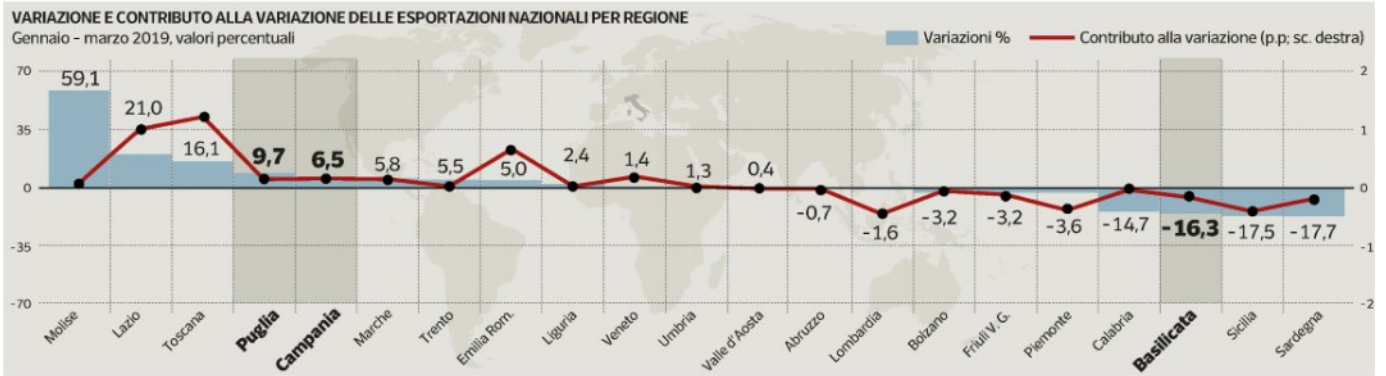 VARIAZIONE E CONTRIBUTO ALLA VARIAZIONE DELLE ESPORTAZIONI NAZIONALI PER REGIONE
Gennaio - marzo 2019, valori percentuali
Variazioni %
Contributo alla variazione (p.p; sc. destra)
70
35
0
-35
-70
59,1
21,0
16,1
9,7
6,5
5,8
5,5
5,0
2,4
1,4
1,3
0,4
-0,7
-1,6
-3,2
-3,2
-3,6
-14,7
-16,3
-17,5
-17,7
2
1
0
-1
-2
Molise
Lazio
Toscana
Puglia
Campania
Marche
Trento
Emilia Rom.
Liguria
Veneto
Umbria
Valle d'Aosta
Abruzzo
Lombardia
Bolzano
Friuli V. G.
Piemonte
Calabria
Basilicata
Sicilia
Sardegna